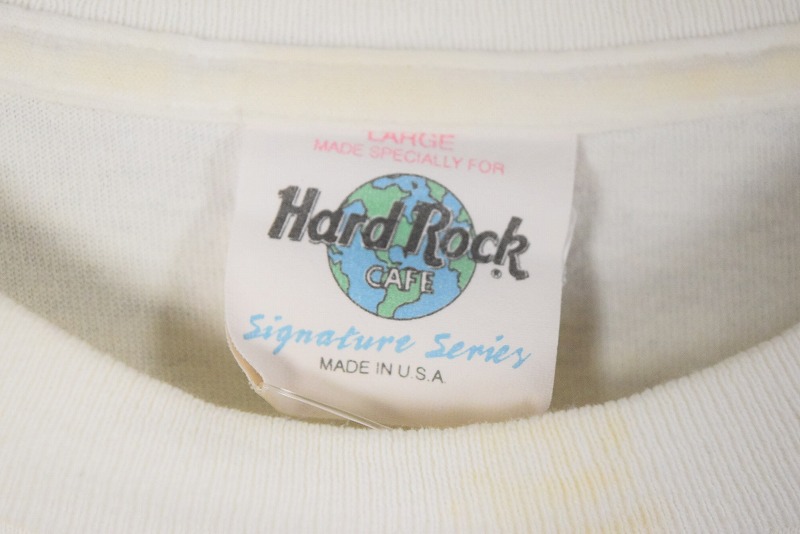 LARGE
MADE SPECIALLY FOR
Hard Rock
CAFE
®
Signature Series
MADE IN U.S.A.